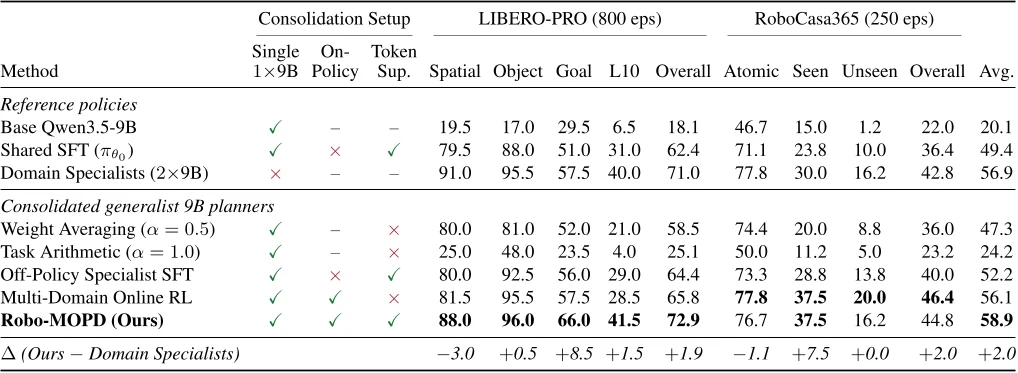 Consolidation Setup LIBERO-PRO (800 eps) RoboCasa365 (250 eps)
Single On- Token
Method 1×9B Policy Sup. Spatial Object Goal L10 Overall Atomic Seen Unseen Overall Avg.
Reference policies
Base Qwen3.5-9B ✓ – – 19.5 17.0 29.5 6.5 18.1 46.7 15.0 1.2 22.0 20.1
Shared SFT (πθ0) ✓ × ✓ 79.5 88.0 51.0 31.0 62.4 71.1 23.8 10.0 36.4 49.4
Domain Specialists (2×9B) × – – 91.0 95.5 57.5 40.0 71.0 77.8 30.0 16.2 42.8 56.9
Consolidated generalist 9B planners
Weight Averaging (α = 0.5) ✓ – × 80.0 81.0 52.0 21.0 58.5 74.4 20.0 8.8 36.0 47.3
Task Arithmetic (α = 1.0) ✓ – × 25.0 48.0 23.5 4.0 25.1 50.0 11.2 5.0 23.2 24.2
Off-Policy Specialist SFT ✓ × ✓ 80.0 92.5 56.0 29.0 64.4 73.3 28.8 13.8 40.0 52.2
Multi-Domain Online RL ✓ ✓ × 81.5 95.5 57.5 28.5 65.8 77.8 37.5 20.0 46.4 56.1
Robo-MOPD (Ours) ✓ ✓ ✓ 88.0 96.0 66.0 41.5 72.9 76.7 37.5 16.2 44.8 58.9
Δ (Ours − Domain Specialists) −3.0 +0.5 +8.5 +1.5 +1.9 −1.1 +7.5 +0.0 +2.0 +2.0